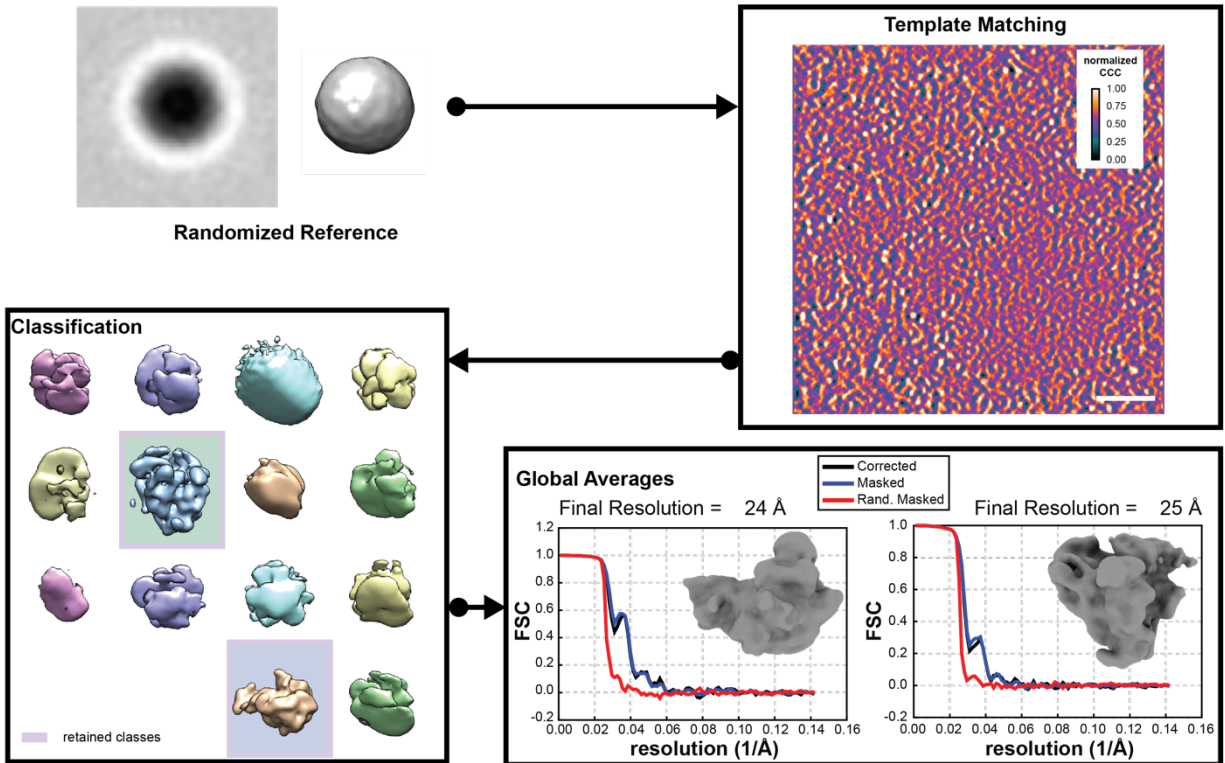 Randomized Reference
Template Matching
normalized
CCC
1.00
0.75
0.50
0.25
0.00
Classification
retained classes
Global Averages
Corrected
Masked
Rand. Masked
Final Resolution = 24 Å
1.2
1.0
0.8
0.6
0.4
0.2
0.0
-0.2
FSC
0.00 0.02 0.04 0.06 0.08 0.10 0.12 0.14 0.16
resolution (1/Å)
Final Resolution = 25 Å
1.0
0.8
0.6
0.4
0.2
0.0
-0.2
FSC
0.00 0.02 0.04 0.06 0.08 0.10 0.12 0.14 0.16
resolution (1/Å)